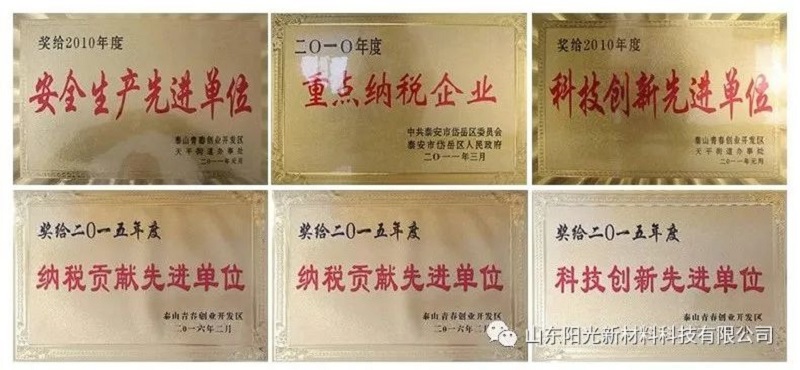 奖给2010年度
安全生产先进单位
泰山青春创业开发区
天平街道办事处
二〇一一年元月
二〇一〇年度
重点纳税企业
中共泰安市岱岳区委员会
泰安市岱岳区人民政府
二〇一一年三月
奖给2010年度
科技创新先进单位
泰山青春创业开发区
天平街道办事处
二〇一一年元月
奖给二〇一五年度
纳税贡献先进单位
泰山青春创业开发区
二〇一六年二月
奖给二〇一五年度
纳税贡献先进单位
泰山青春创业开发区
二〇一六年二月
奖给二〇一五年度
科技创新先进单位
泰山青春创业开发区
山东阳光新材料科技有限公司